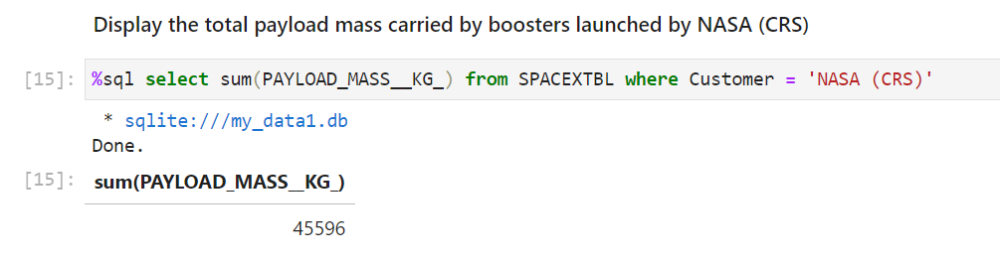 Display the total payload mass carried by boosters launched by NASA (CRS)
[15]: %sql select sum(PAYLOAD_MASS__KG_) from SPACEXTBL where Customer = 'NASA (CRS)'
* sqlite:///my_data1.db
Done.
[15]: sum(PAYLOAD_MASS__KG_)
45596